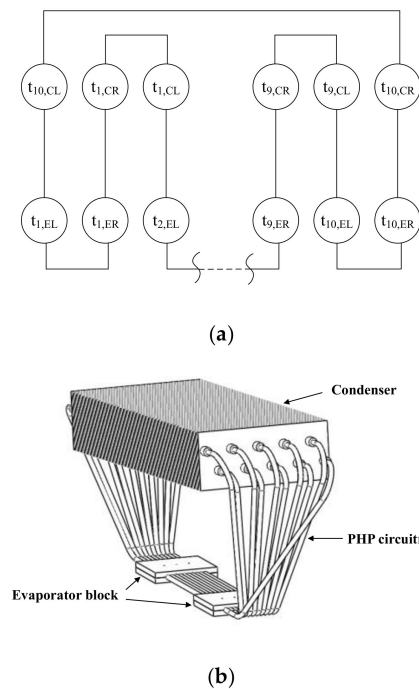 t10,CL t1,CR t1,CL t9,CR t9,CL t10,CR
t1,EL t1,ER t2,EL t9,ER t10,EL t10,ER
(a)
Condenser
PHP circuit
Evaporator block
(b)